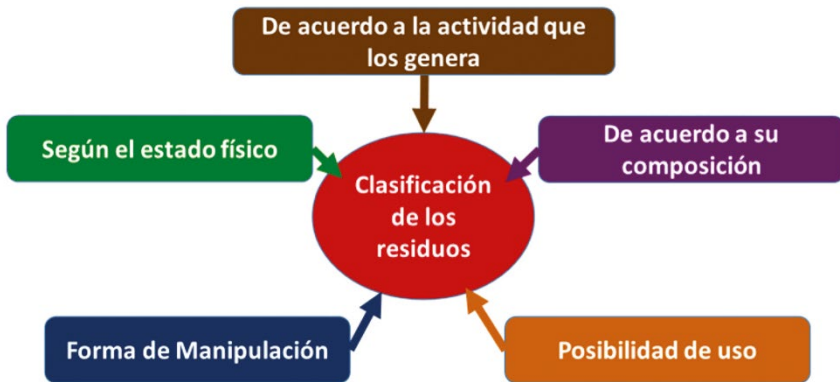 De acuerdo a la actividad que
los genera
Según el estado físico
De acuerdo a su
composición
Clasificación
de los
residuos
Forma de Manipulación
Posibilidad de uso